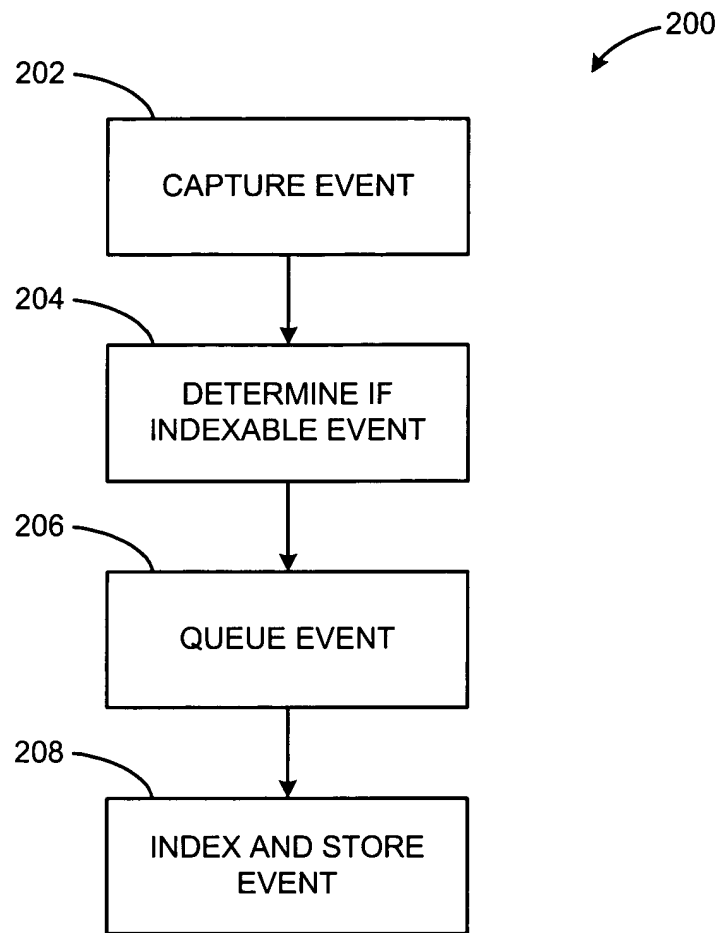 200
202
CAPTURE EVENT
204
DETERMINE IF
INDEXABLE EVENT
206
QUEUE EVENT
208
INDEX AND STORE
EVENT